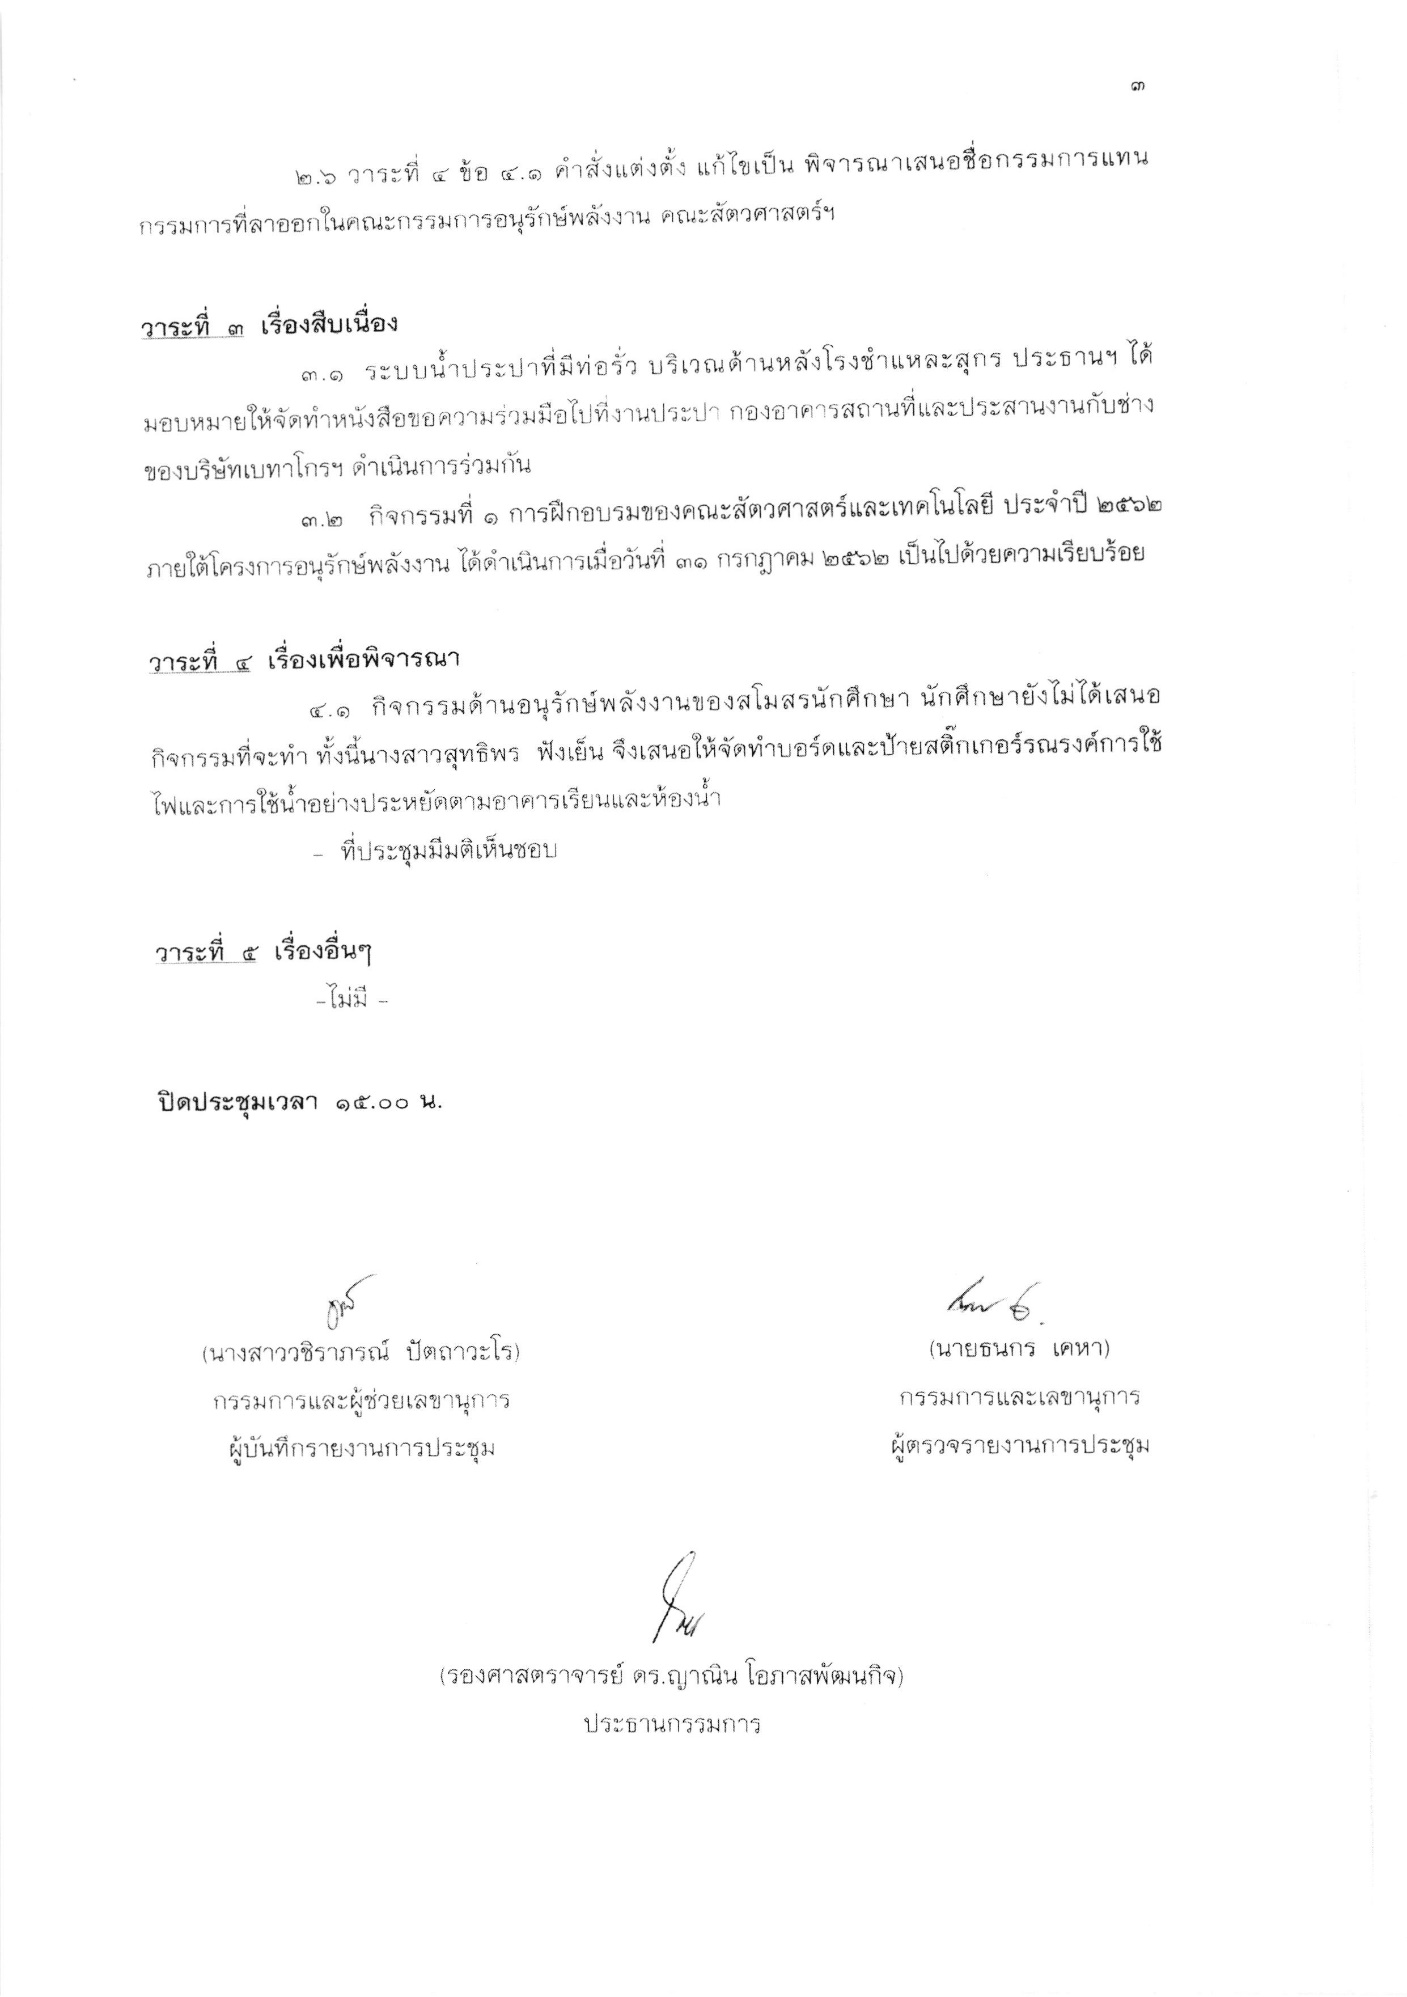 ๓
๒.๖ วาระที่ ๔ ข้อ ๔.๑ คำสั่งแต่งตั้ง แก้ไขเป็น พิจารณาเสนอชื่อกรรมการแทน
กรรมการที่ลาออกในคณะกรรมการอนุรักษ์พลังงาน คณะสัตวศาสตร์ฯ
วาระที่ ๓ เรื่องสืบเนื่อง
๓.๑ ระบบน้ำประปาที่มีท่อรั่ว บริเวณด้านหลังโรงชำแหละสุกร ประธานฯ ได้
มอบหมายให้จัดทำหนังสือขอความร่วมมือไปที่งานประปา กองอาคารสถานที่และประสานงานกับช่าง
ของบริษัทเบทาโกรฯ ดำเนินการร่วมกัน
๓.๒ กิจกรรมที่ ๑ การฝึกอบรมของคณะสัตวศาสตร์และเทคโนโลยี ประจำปี ๒๕๖๒
ภายใต้โครงการอนุรักษ์พลังงาน ได้ดำเนินการเมื่อวันที่ ๓๑ กรกฎาคม ๒๕๖๒ เป็นไปด้วยความเรียบร้อย
วาระที่ ๔ เรื่องเพื่อพิจารณา
๔.๑ กิจกรรมด้านอนุรักษ์พลังงานของสโมสรนักศึกษา นักศึกษายังไม่ได้เสนอ
กิจกรรมที่จะทำ ทั้งนี้นางสาวสุทธิพร ฟังเย็น จึงเสนอให้จัดทำบอร์ดและป้ายสติ๊กเกอร์รณรงค์การใช้
ไฟและการใช้น้ำอย่างประหยัดตามอาคารเรียนและห้องน้ำ
- ที่ประชุมมีมติเห็นชอบ
วาระที่ ๕ เรื่องอื่นๆ
-ไม่มี -
ปิดประชุมเวลา ๑๕.๐๐ น.
(นางสาววชิราภรณ์ ปัตถาวะโร) (นายธนกร เคหา)
กรรมการและผู้ช่วยเลขานุการ กรรมการและเลขานุการ
ผู้บันทึกรายงานการประชุม ผู้ตรวจรายงานการประชุม
(รองศาสตราจารย์ ดร.ญาณิน โอภาสพัฒนกิจ)
ประธานกรรมการ